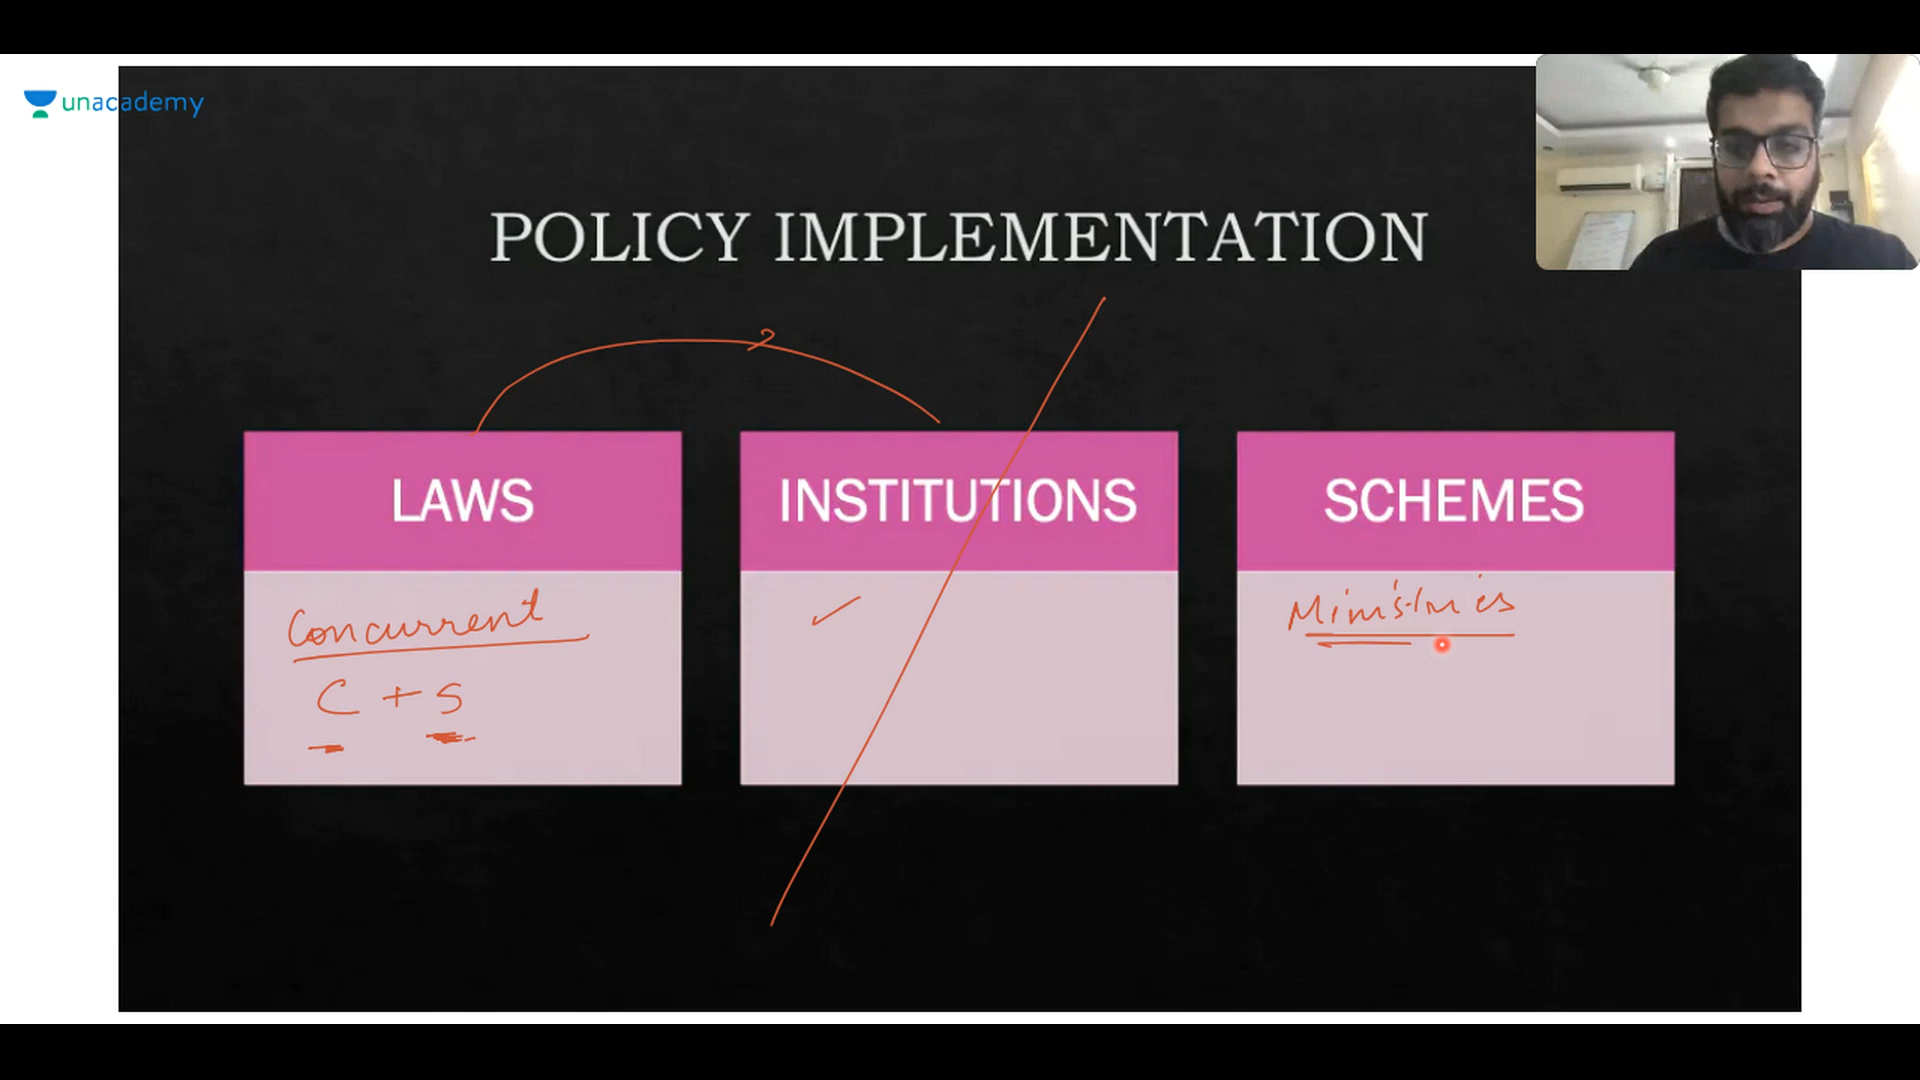 unacademy
POLICY IMPLEMENTATION
LAWS
INSTITUTIONS
SCHEMES
Concurrent
C + S
Ministries